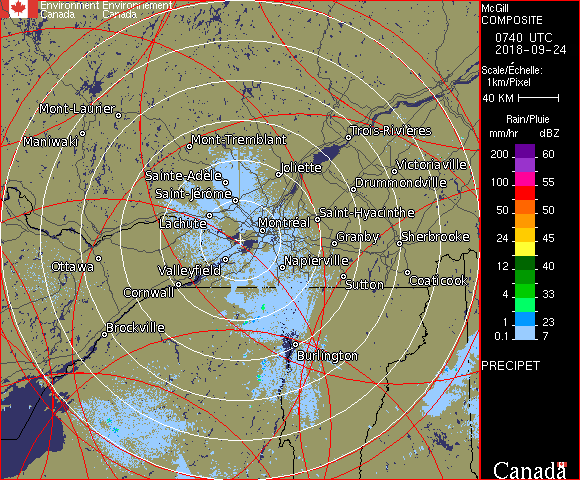 Environment Environnement
Canada Canada
Mont-Laurier
Maniwaki
Mont-Tremblant
Trois-Rivières
Joliette
Victoriaville
Sainte-Adèle
Drummondville
Saint-Jérôme
Saint-Hyacinthe
Lachute
Montréal
Granby
Sherbrooke
Ottawa
Valleyfield
Napierville
Sutton
Coaticook
Cornwall
Brockville
Burlington
McGill
COMPOSITE
0740 UTC
2018-09-24
Scale/Échelle:
1km/Pixel
40 KM
Rain/Pluie
mm/hr dBZ
200 60
100 55
50 50
45
24 45
12 40
8 33
4 33
1 23
0.1 7
PRECIPET
Canada